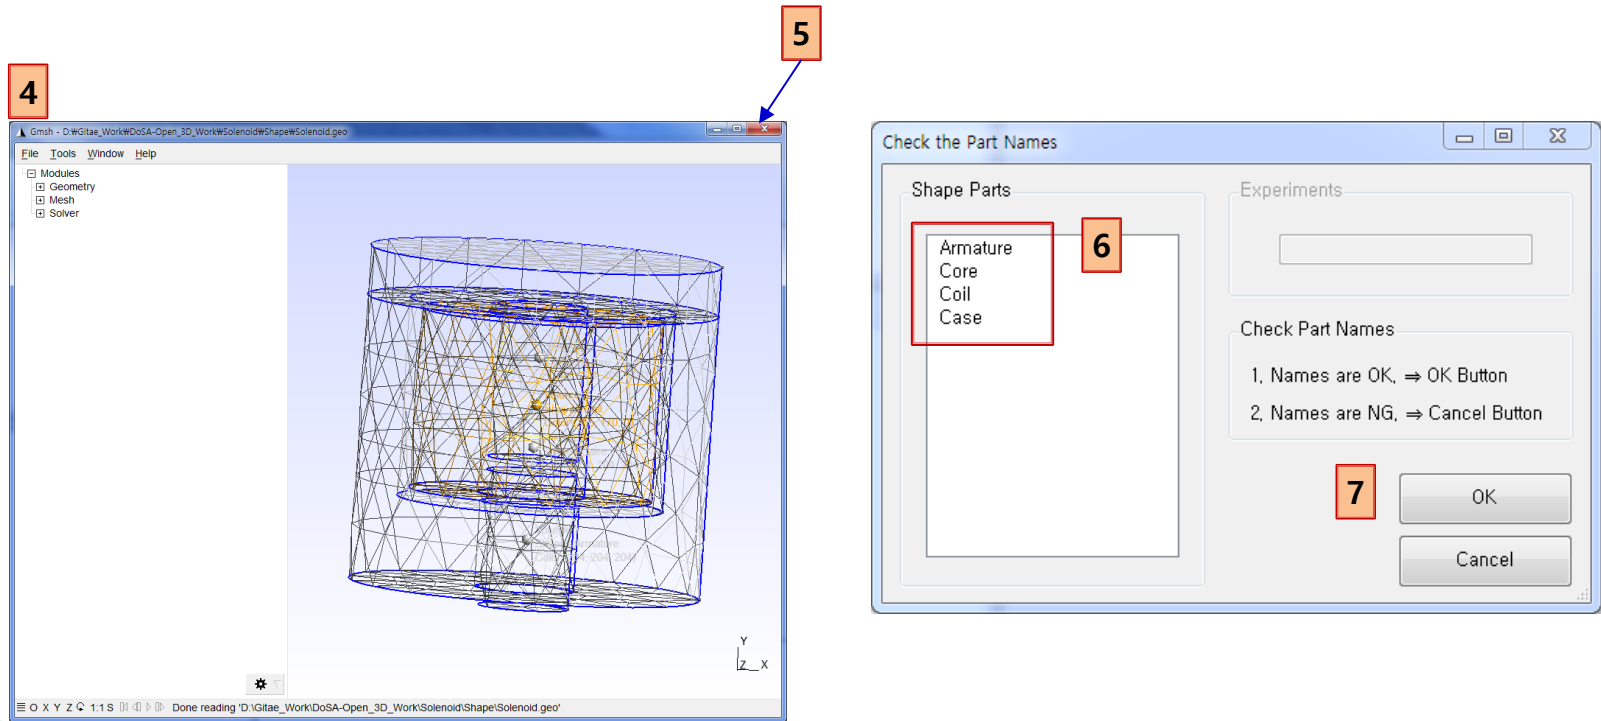 5
4
Gmsh - D:₩Gitae_Work₩DoSA-Open_3D_Work₩Solenoid₩Shape₩Solenoid.geo
File Tools Window Help
Modules
Geometry
Mesh
Solver
Armature
Y
Z X
O X Y Z 1:1 S Done reading 'D:\Gitae_Work\DoSA-Open_3D_Work\Solenoid\Shape\Solenoid.geo'
Check the Part Names
Shape Parts
6
Armature
Core
Coil
Case
Experiments
Check Part Names
1, Names are OK, ⇒ OK Button
2, Names are NG, ⇒ Cancel Button
7
OK
Cancel